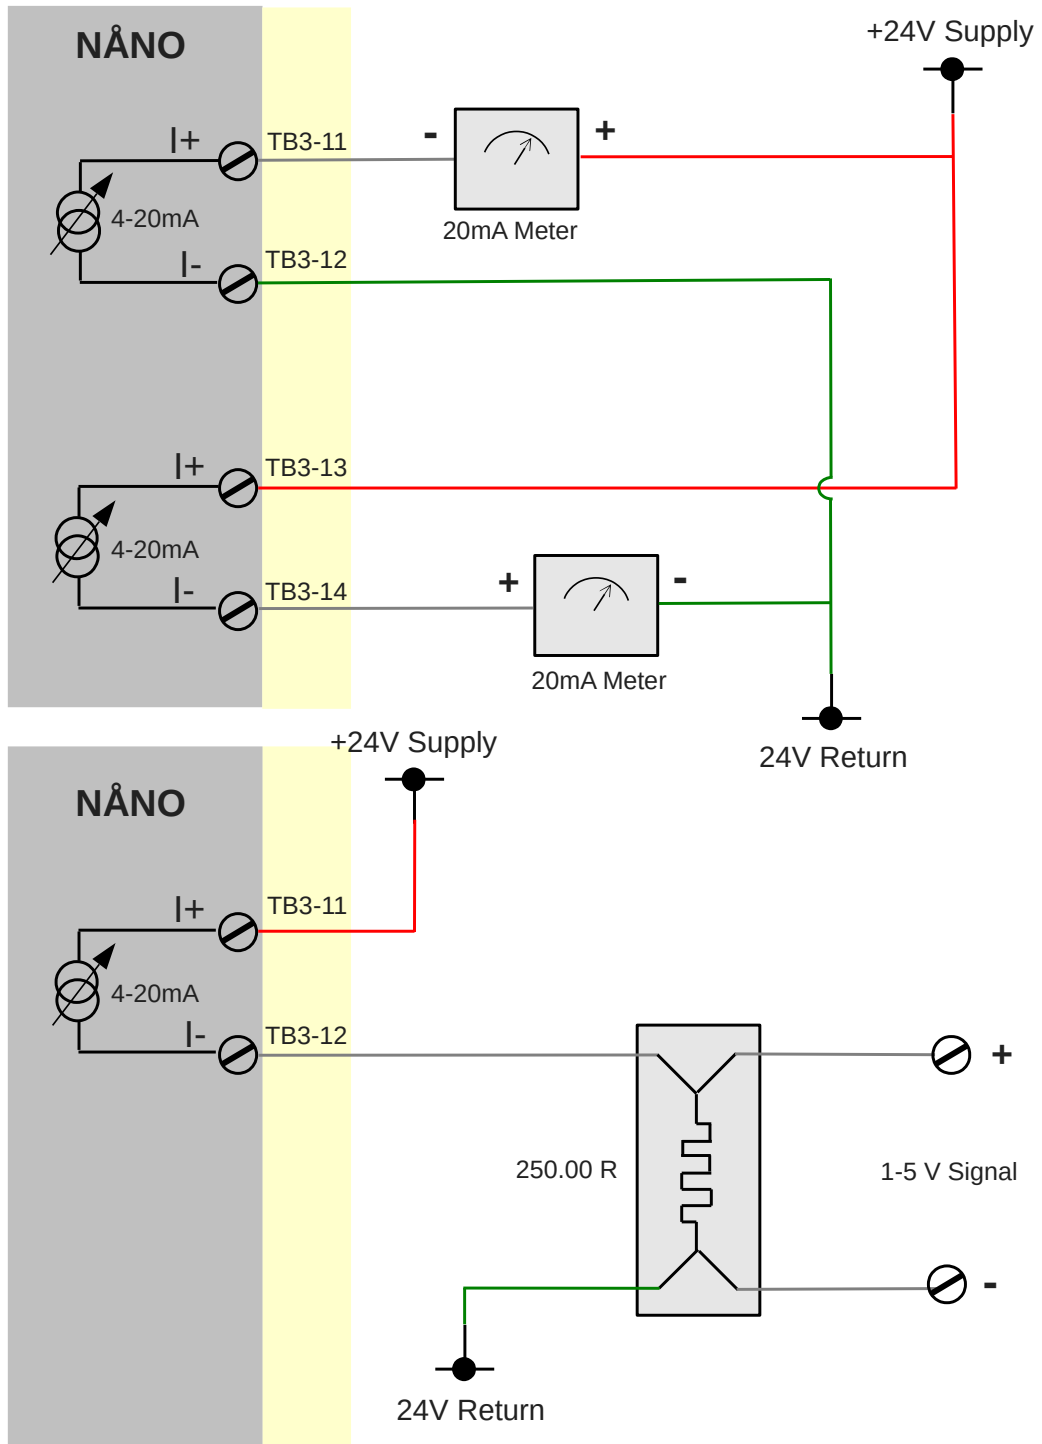 NÅNO
+24V Supply
I+
TB3-11
-
+
4-20mA
20mA Meter
I-
TB3-12
I+
TB3-13
4-20mA
I-
TB3-14
+
-
20mA Meter
24V Return
+24V Supply
NÅNO
I+
TB3-11
4-20mA
I-
TB3-12
+
250.00 R
1-5 V Signal
-
24V Return